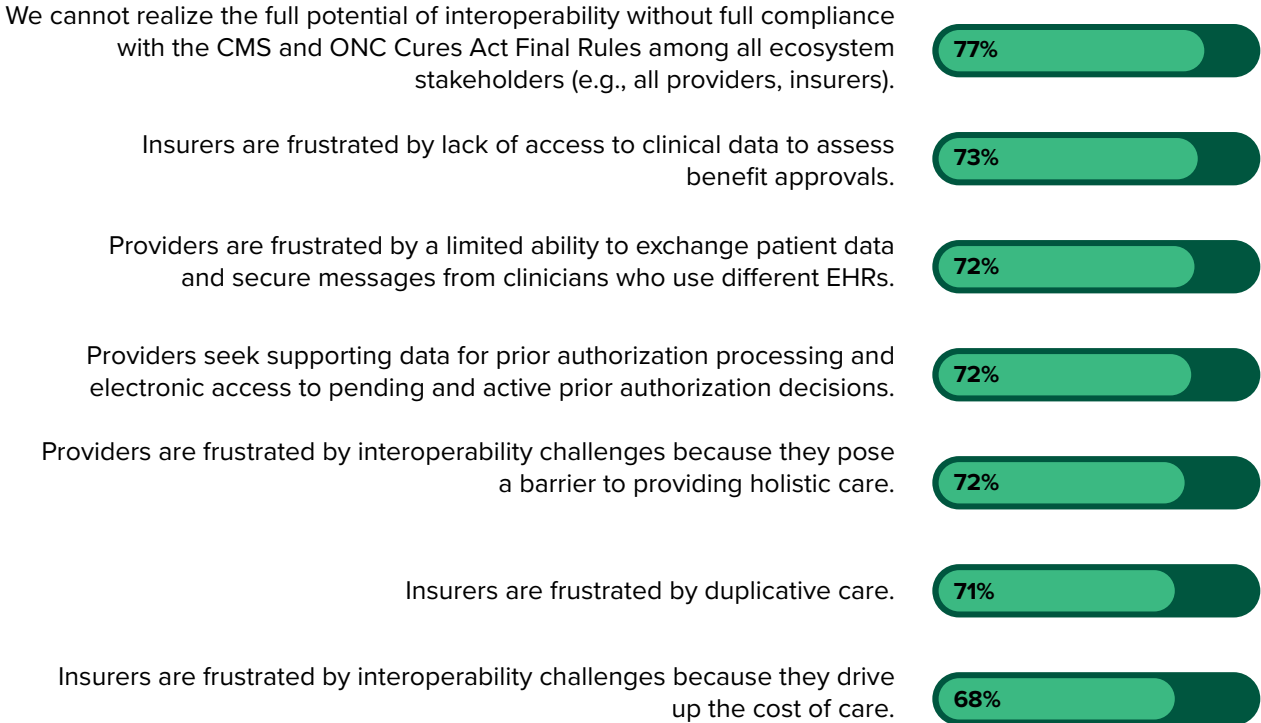 We cannot realize the full potential of interoperability without full compliance
with the CMS and ONC Cures Act Final Rules among all ecosystem
stakeholders (e.g., all providers, insurers).
77%
Insurers are frustrated by lack of access to clinical data to assess
benefit approvals.
73%
Providers are frustrated by a limited ability to exchange patient data
and secure messages from clinicians who use different EHRs.
72%
Providers seek supporting data for prior authorization processing and
electronic access to pending and active prior authorization decisions.
72%
Providers are frustrated by interoperability challenges because they pose
a barrier to providing holistic care.
72%
Insurers are frustrated by duplicative care.
71%
Insurers are frustrated by interoperability challenges because they drive
up the cost of care.
68%